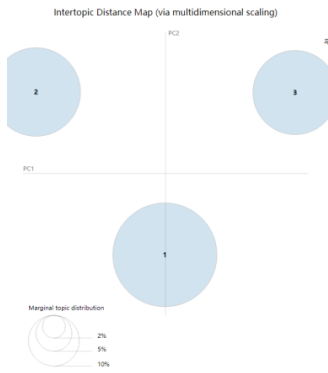 Intertopic Distance Map (via multidimensional scaling)
PC2
2
3
PC1
1
Marginal topic distribution
2%
5%
10%